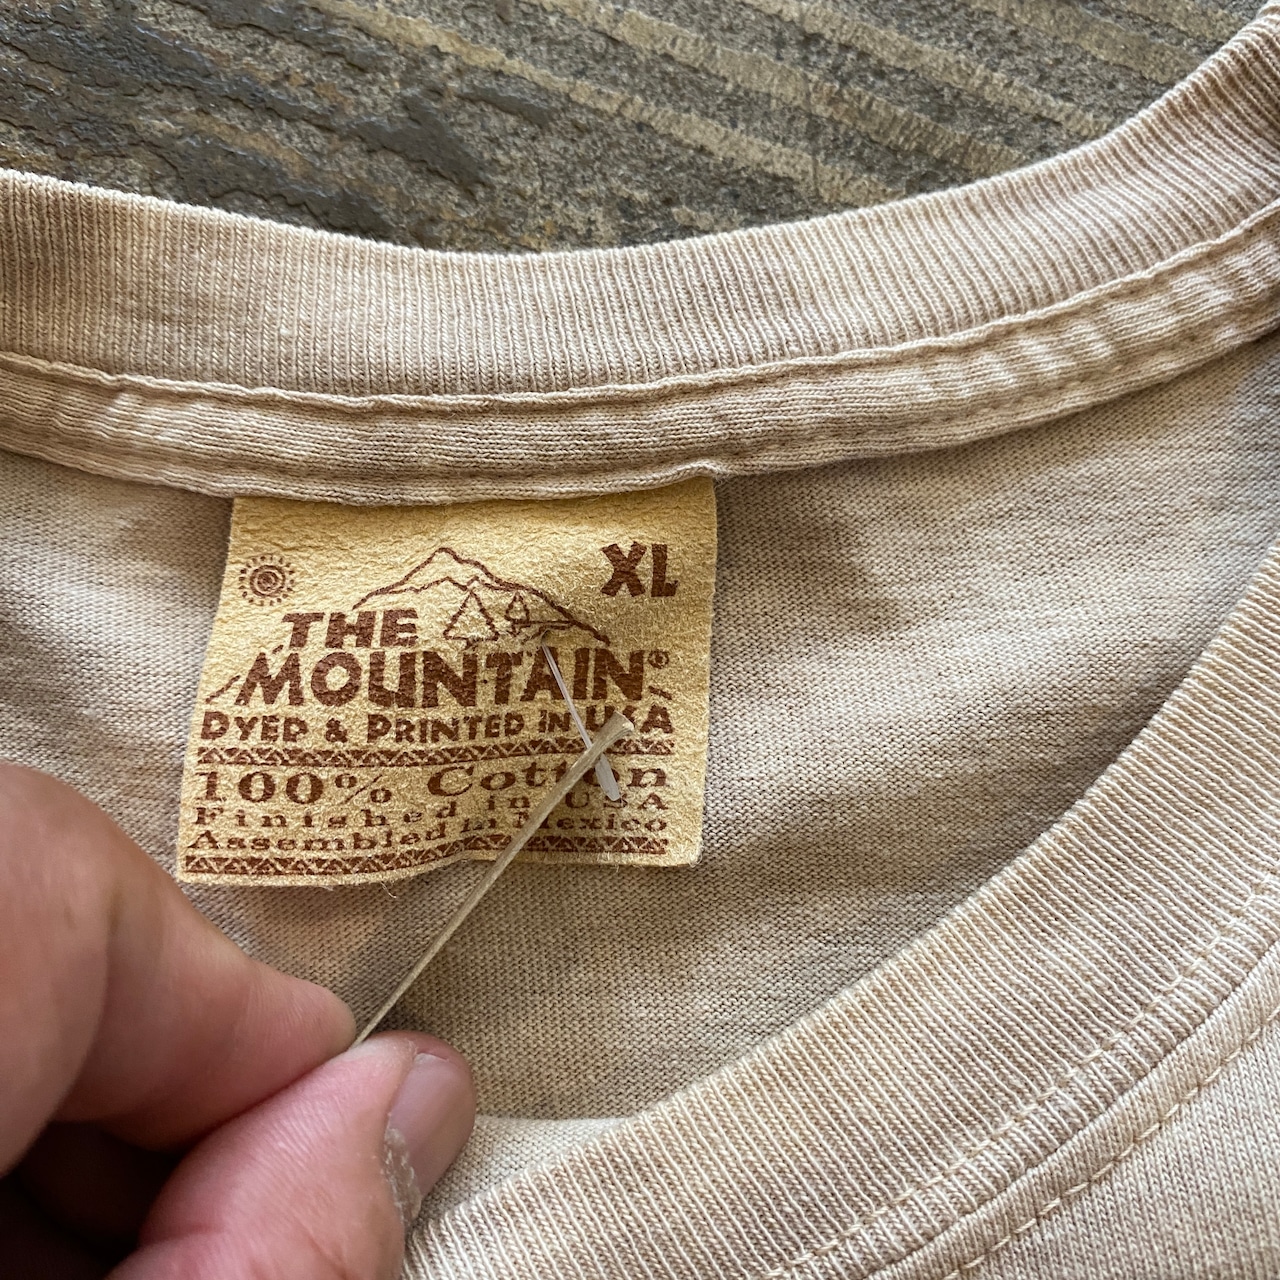 XL
THE
MOUNTAIN®
DYED & PRINTED IN USA
100% Cotton
Finished in USA
Assembled in Mexico